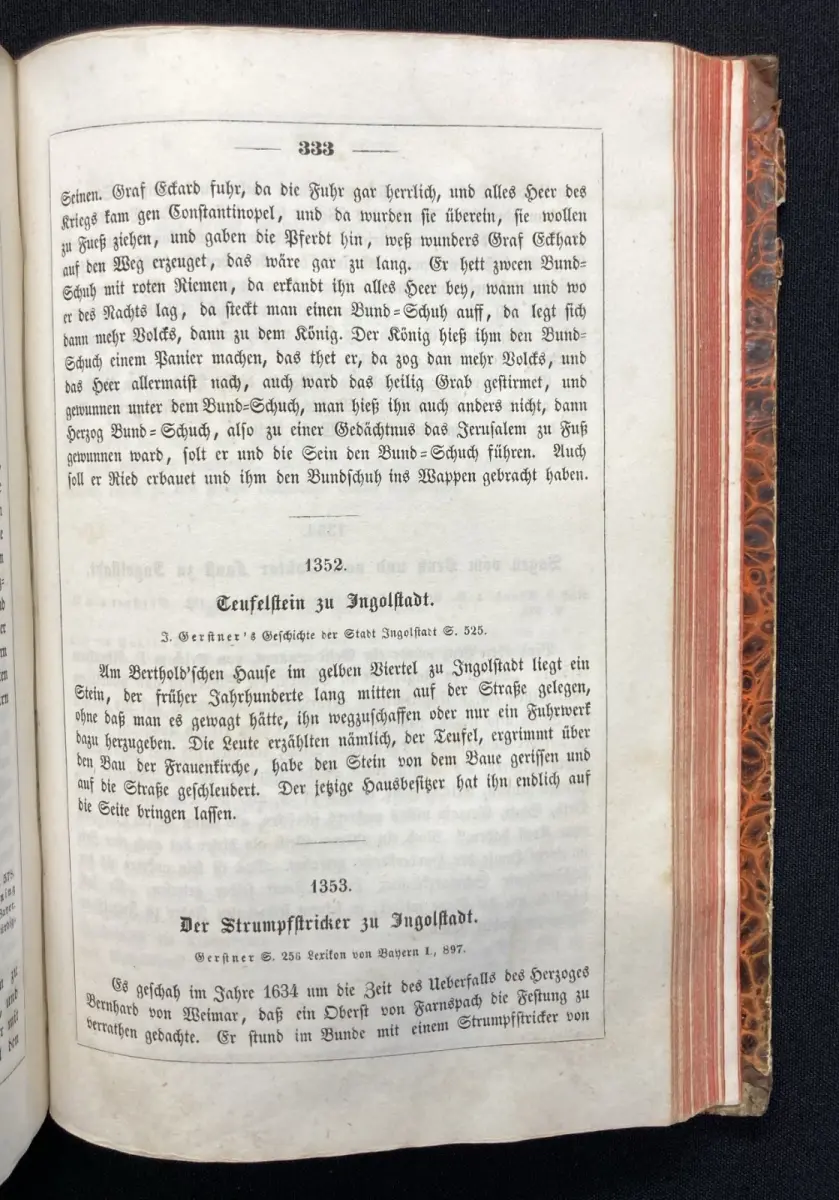 333
Seinen. Graf Eckard fuhr, da die Fuhr gar herrlich, und alles Heer des
Kriegs kam gen Constantinopel, und da wurden sie überein, sie wollen
zu Fueß ziehen, und gaben die Pferdt hin, weß wunders Graf Eckhard
auf den Weg erzeuget, das wäre gar zu lang. Er hett zween Bund=
Schuh mit roten Riemen, da erkandt ihn alles Heer bey, wann und wo
er des Nachts lag, da steckt man einen Bund=Schuh auff, da legt sich
dann mehr Volcks, dann zu dem König. Der König hieß ihm den Bund=
Schuch einem Panier machen, das thet er, da zog dan mehr Volcks, und
das Heer allermaist nach, auch ward das heilig Grab gestirmet, und
gewunnen unter dem Bund=Schuch, man hieß ihn auch anders nicht, dann
Herzog Bund=Schuch, also zu einer Gedächtnus das Jerusalem zu Fuß
gewunnen ward, solt er und die Sein den Bund=Schuch führen. Auch
soll er Ried erbauet und ihm den Bundschuh ins Wappen gebracht haben.
1352.
Teufelstein zu Ingolstadt.
J. Gerstner's Geschichte der Stadt Ingolstatt S. 525.
Am Berthold'schen Hause im gelben Viertel zu Ingolstadt liegt ein
Stein, der früher Jahrhunderte lang mitten auf der Straße gelegen,
ohne daß man es gewagt hätte, ihn wegzuschaffen oder nur ein Fuhrwerk
dazu herzugeben. Die Leute erzählten nämlich, der Teufel, ergrimmt über
den Bau der Frauenkirche, habe den Stein von dem Baue gerissen und
auf die Straße geschleudert. Der jetzige Hausbesitzer hat ihn endlich auf
die Seite bringen lassen.
1353.
Der Strumpfstricker zu Ingolstadt.
Gerstner S. 256 Lexikon von Bayern I., 897.
Es geschah im Jahre 1634 um die Zeit des Ueberfalls des Herzoges
Bernhard von Weimar, daß ein Oberst von Farnspach die Festung zu
verrathen gedachte. Er stund im Bunde mit einem Strumpfstricker von